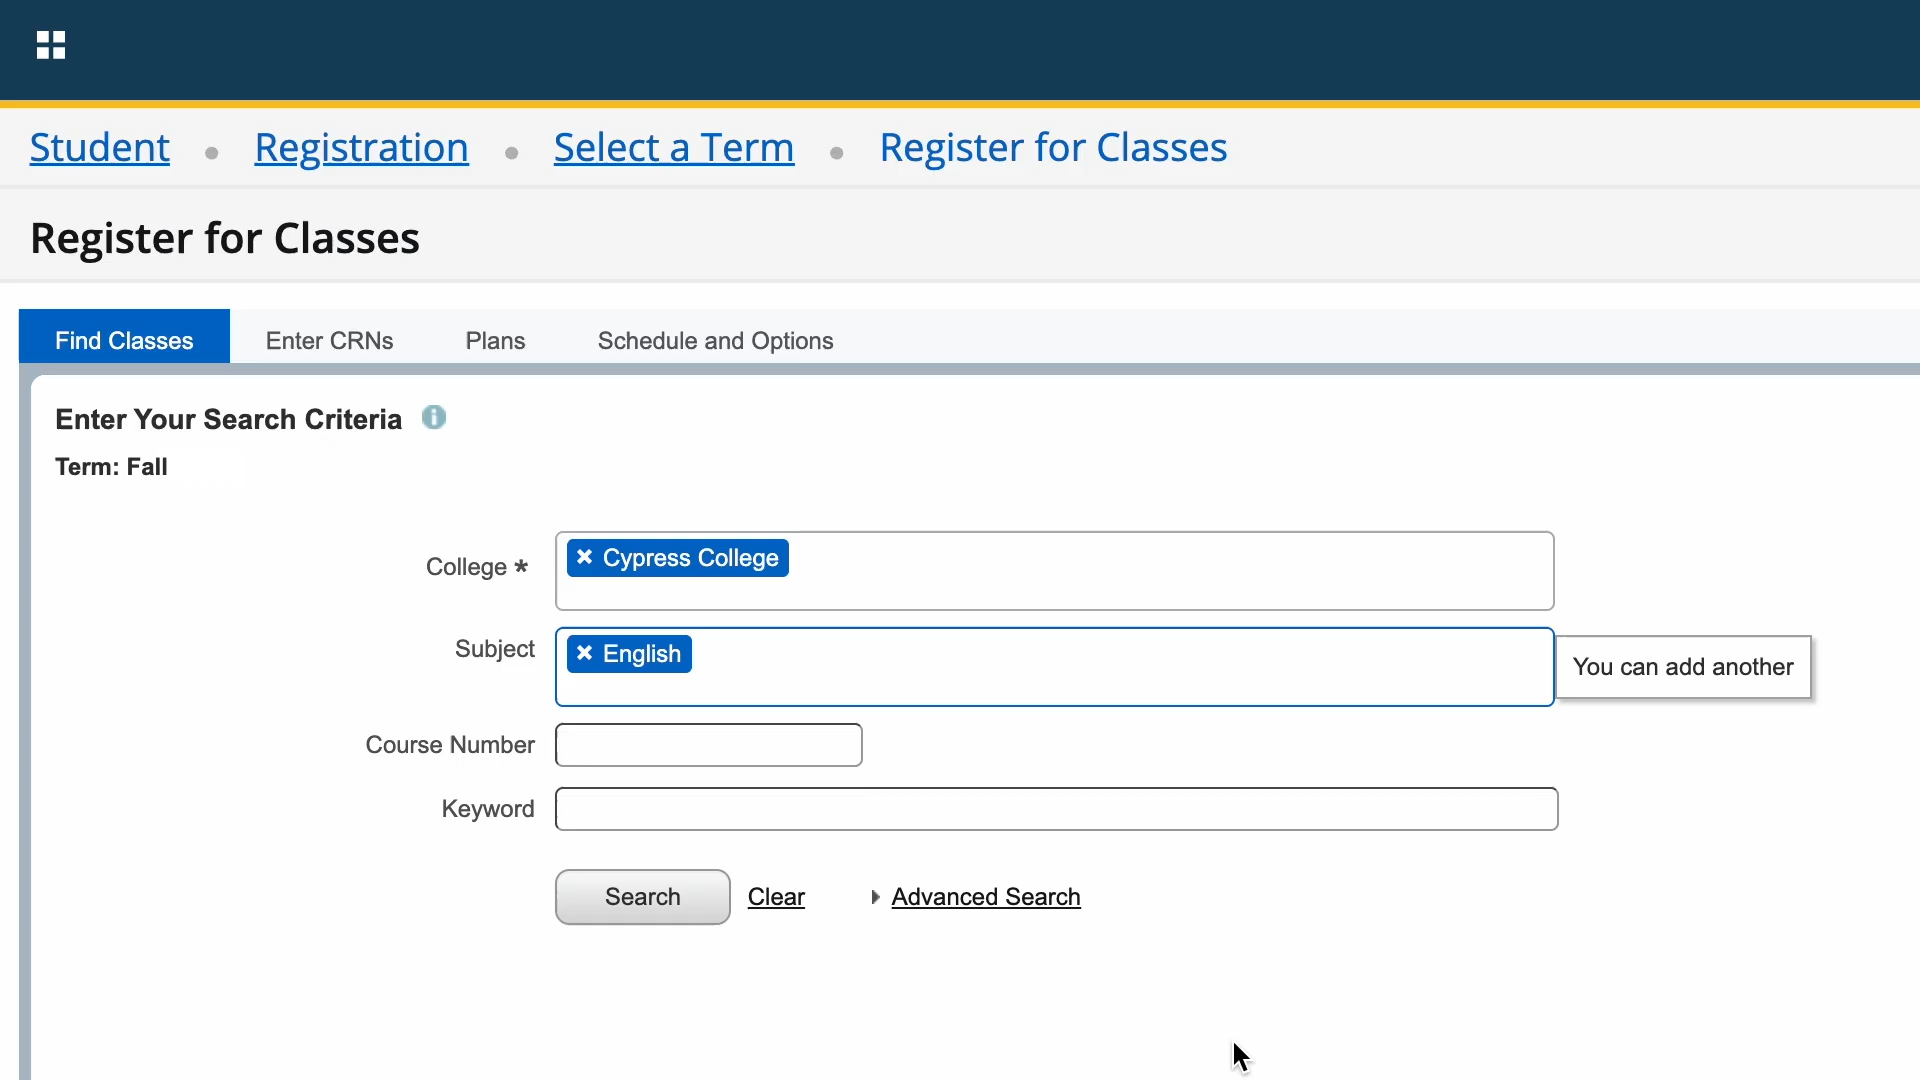 Student • Registration • Select a Term • Register for Classes
Register for Classes
Find Classes Enter CRNs Plans Schedule and Options
Enter Your Search Criteria
Term: Fall
College * × Cypress College
Subject × English You can add another
Course Number
Keyword
Search Clear Advanced Search